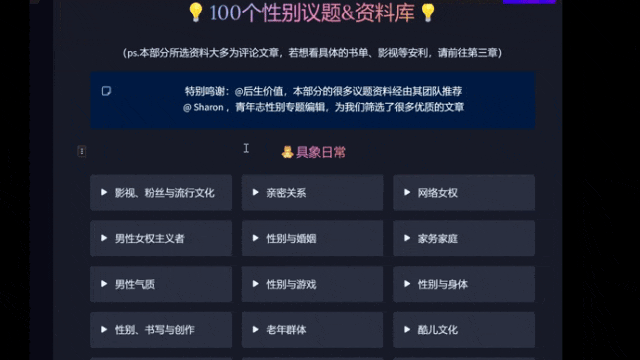 💡100个性别议题&资料库💡
（ps.本部分所选资料大多为评论文章，若想看具体的书单、影视等安利，请前往第三章）
特别鸣谢：@后生价值，本部分的很多议题资料经由其团队推荐
@ Sharon ，青年志性别专题编辑，为我们筛选了很多优质的文章
具象日常
影视、粉丝与流行文化
亲密关系
网络女权
男性女权主义者
性别与婚姻
家务家庭
男性气质
性别与游戏
性别与身体
性别、书写与创作
老年群体
酷儿文化